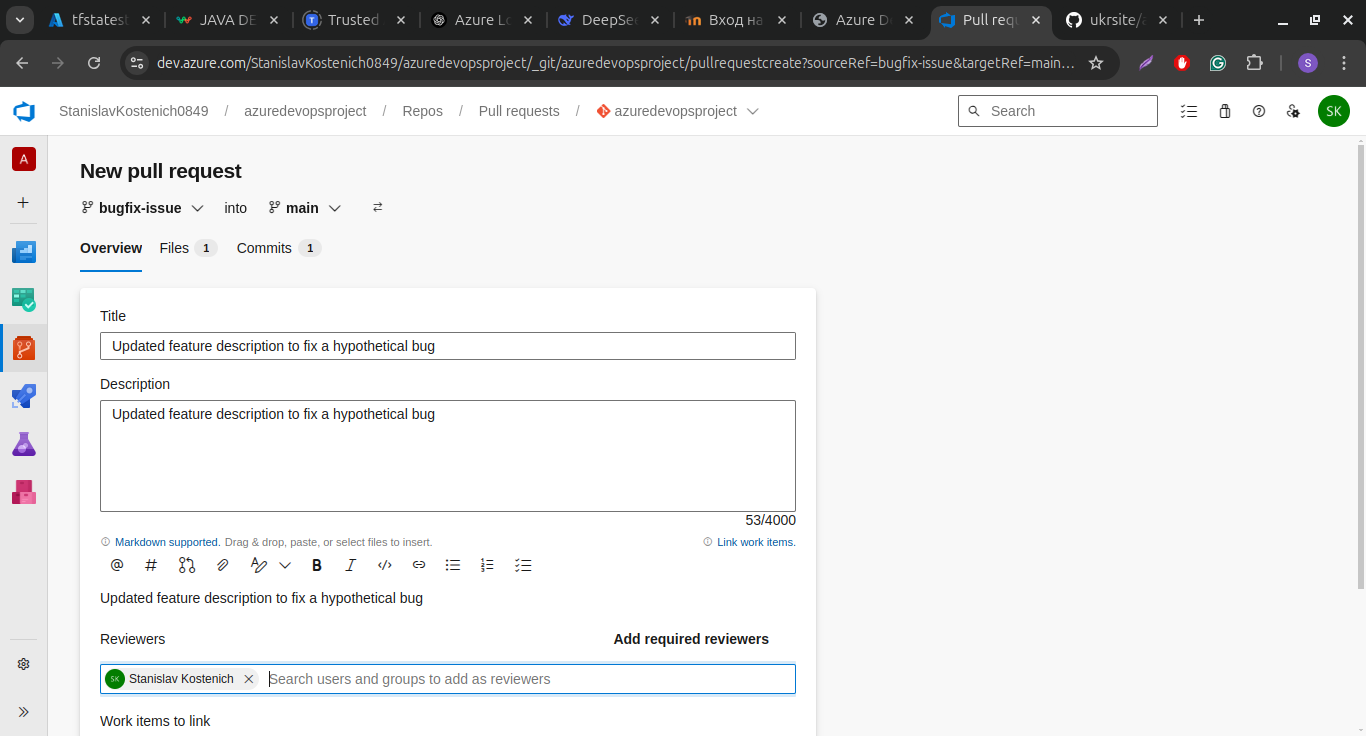 tfstatest JAVA DE Trusted Azure Lo DeepSee Вход на Azure De Pull requ ukrsite/a
dev.azure.com/StanislavKostenich0849/azuredevopsproject/_git/azuredevopsproject/pullrequestcreate?sourceRef=bugfix-issue&targetRef=main... S
StanislavKostenich0849 / azuredevopsproject / Repos / Pull requests / azuredevopsproject Search SK
A
New pull request
bugfix-issue into main
Overview Files 1 Commits 1
Title
Updated feature description to fix a hypothetical bug
Description
Updated feature description to fix a hypothetical bug
53/4000
Markdown supported. Drag & drop, paste, or select files to insert. Link work items.
Updated feature description to fix a hypothetical bug
Reviewers Add required reviewers
SK Stanislav Kostenich Search users and groups to add as reviewers
Work items to link